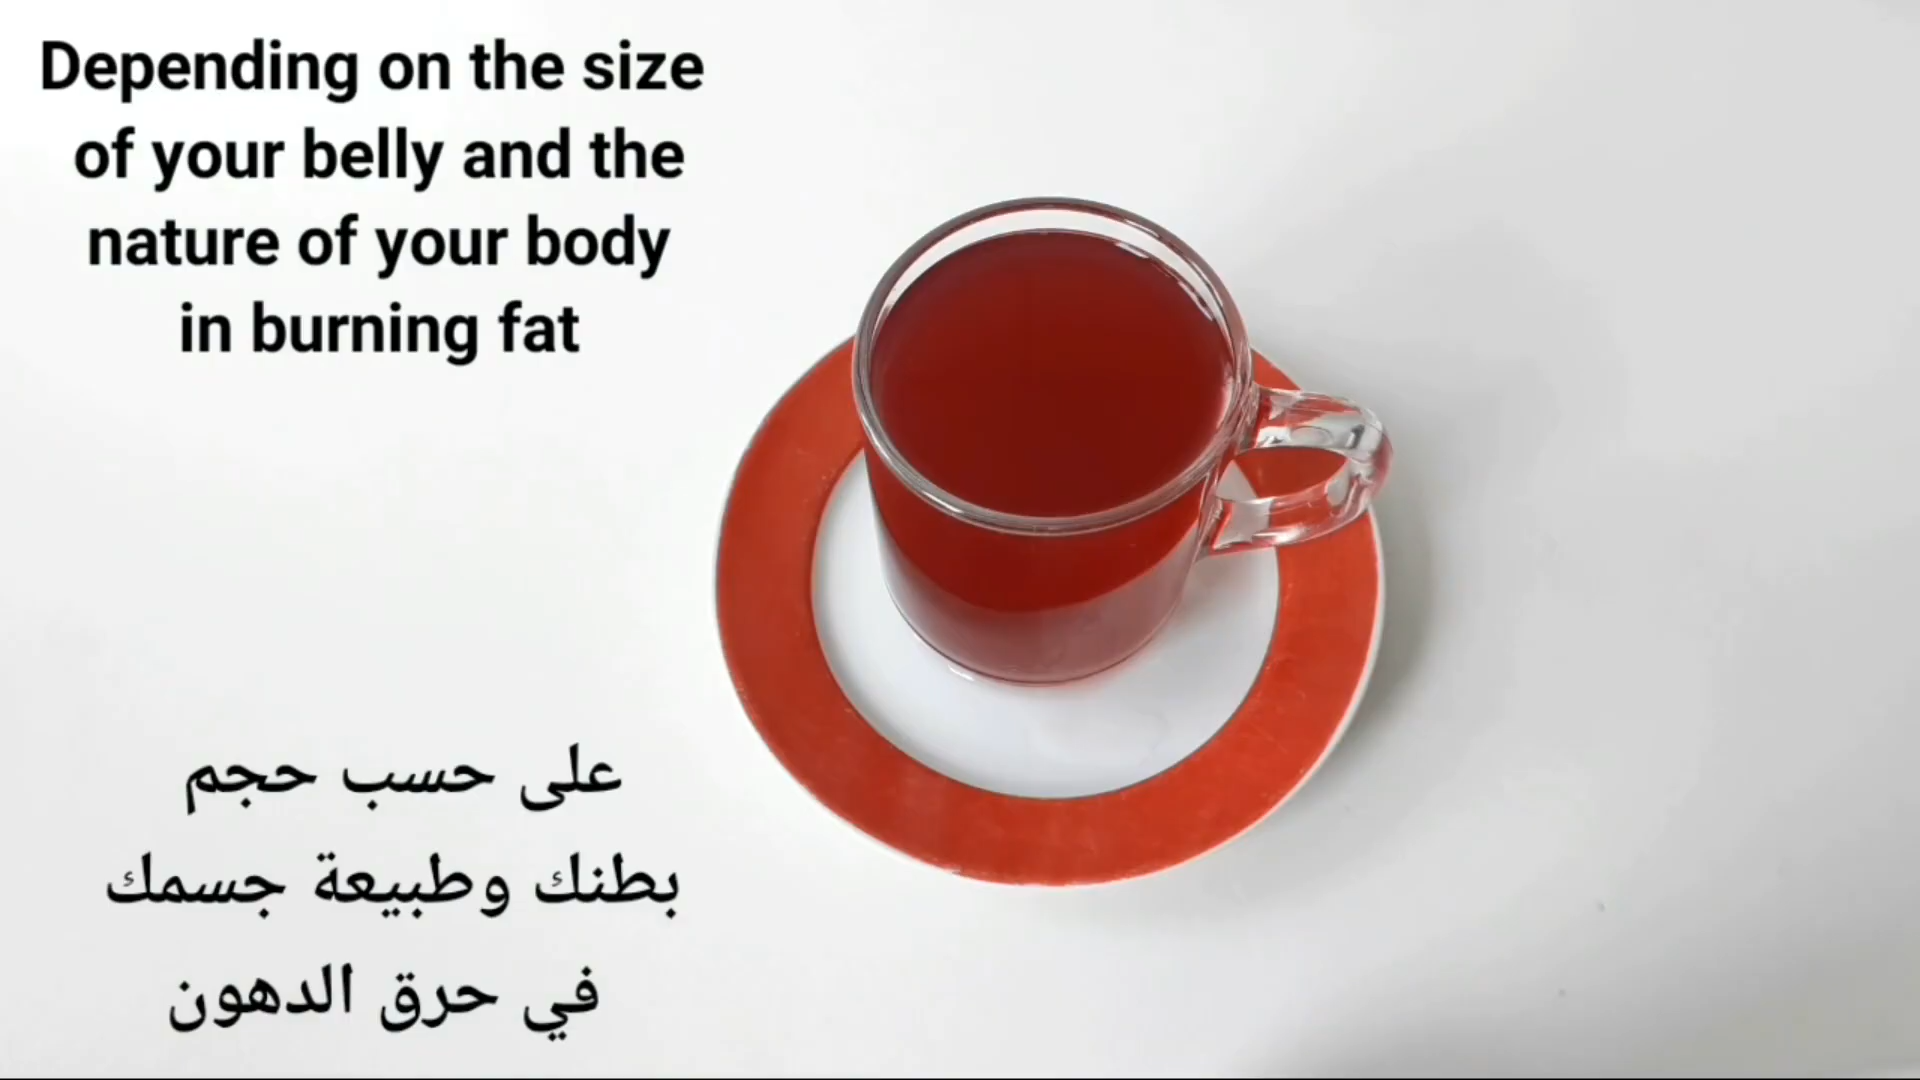 Depending on the size
of your belly and the
nature of your body
in burning fat
على حسب حجم
بطنك وطبيعة جسمك
في حرق الدهون